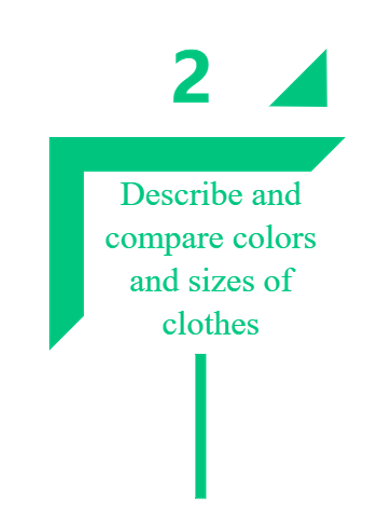 2
Describe and
compare colors
and sizes of
clothes